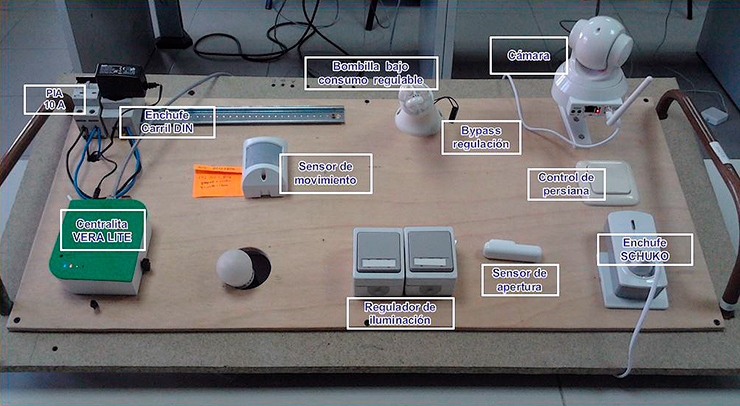 Bombilla bajo
consumo regulable
Cámara
PIA
10 A
Enchufe
Carril DIN
Bypass
regulación
Sensor de
movimiento
Control de
persiana
Centralita
VERA LITE
Enchufe
SCHUKO
Sensor de
apertura
Regulador de
iluminación